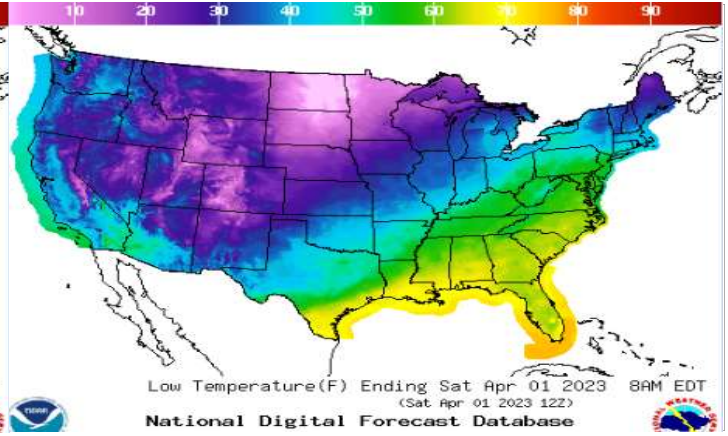 10 20 30 40 50 60 70 80 90
Low Temperature(F) Ending Sat Apr 01 2023 8AM EDT
(Sat Apr 01 2023 12Z)
National Digital Forecast Database
noaa